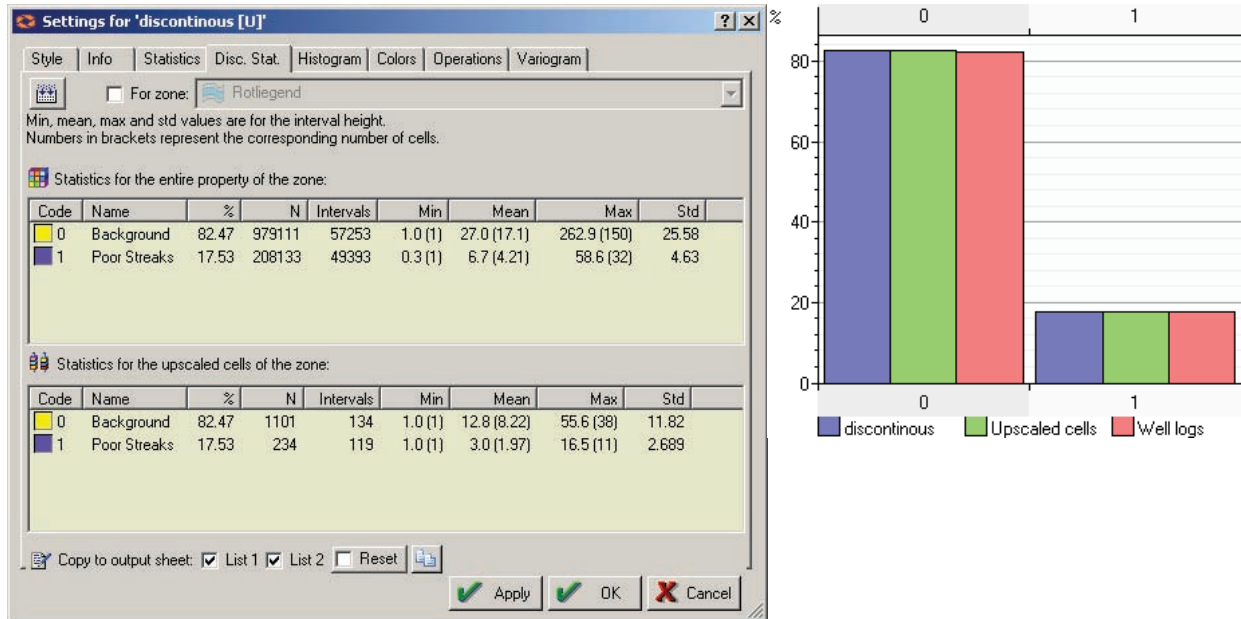 Settings for 'discontinous [U]'
Style Info Statistics Disc. Stat. Histogram Colors Operations Variogram
For zone: Rotliegend
Min, mean, max and std values are for the interval height.
Numbers in brackets represent the corresponding number of cells.
Statistics for the entire property of the zone:
Code Name % N Intervals Min Mean Max Std
0 Background 82.47 979111 57253 1.0 (1) 27.0 (17.1) 262.9 (150) 25.58
1 Poor Streaks 17.53 208133 49393 0.3 (1) 6.7 (4.21) 58.6 (32) 4.63
Statistics for the upscaled cells of the zone:
Code Name % N Intervals Min Mean Max Std
0 Background 82.47 1101 134 1.0 (1) 12.8 (8.22) 55.6 (38) 11.82
1 Poor Streaks 17.53 234 119 1.0 (1) 3.0 (1.97) 16.5 (11) 2.689
Copy to output sheet: List 1 List 2 Reset
Apply OK Cancel
% 0 1
80
60
40
20
0
0 1
discontinous Upscaled cells Well logs